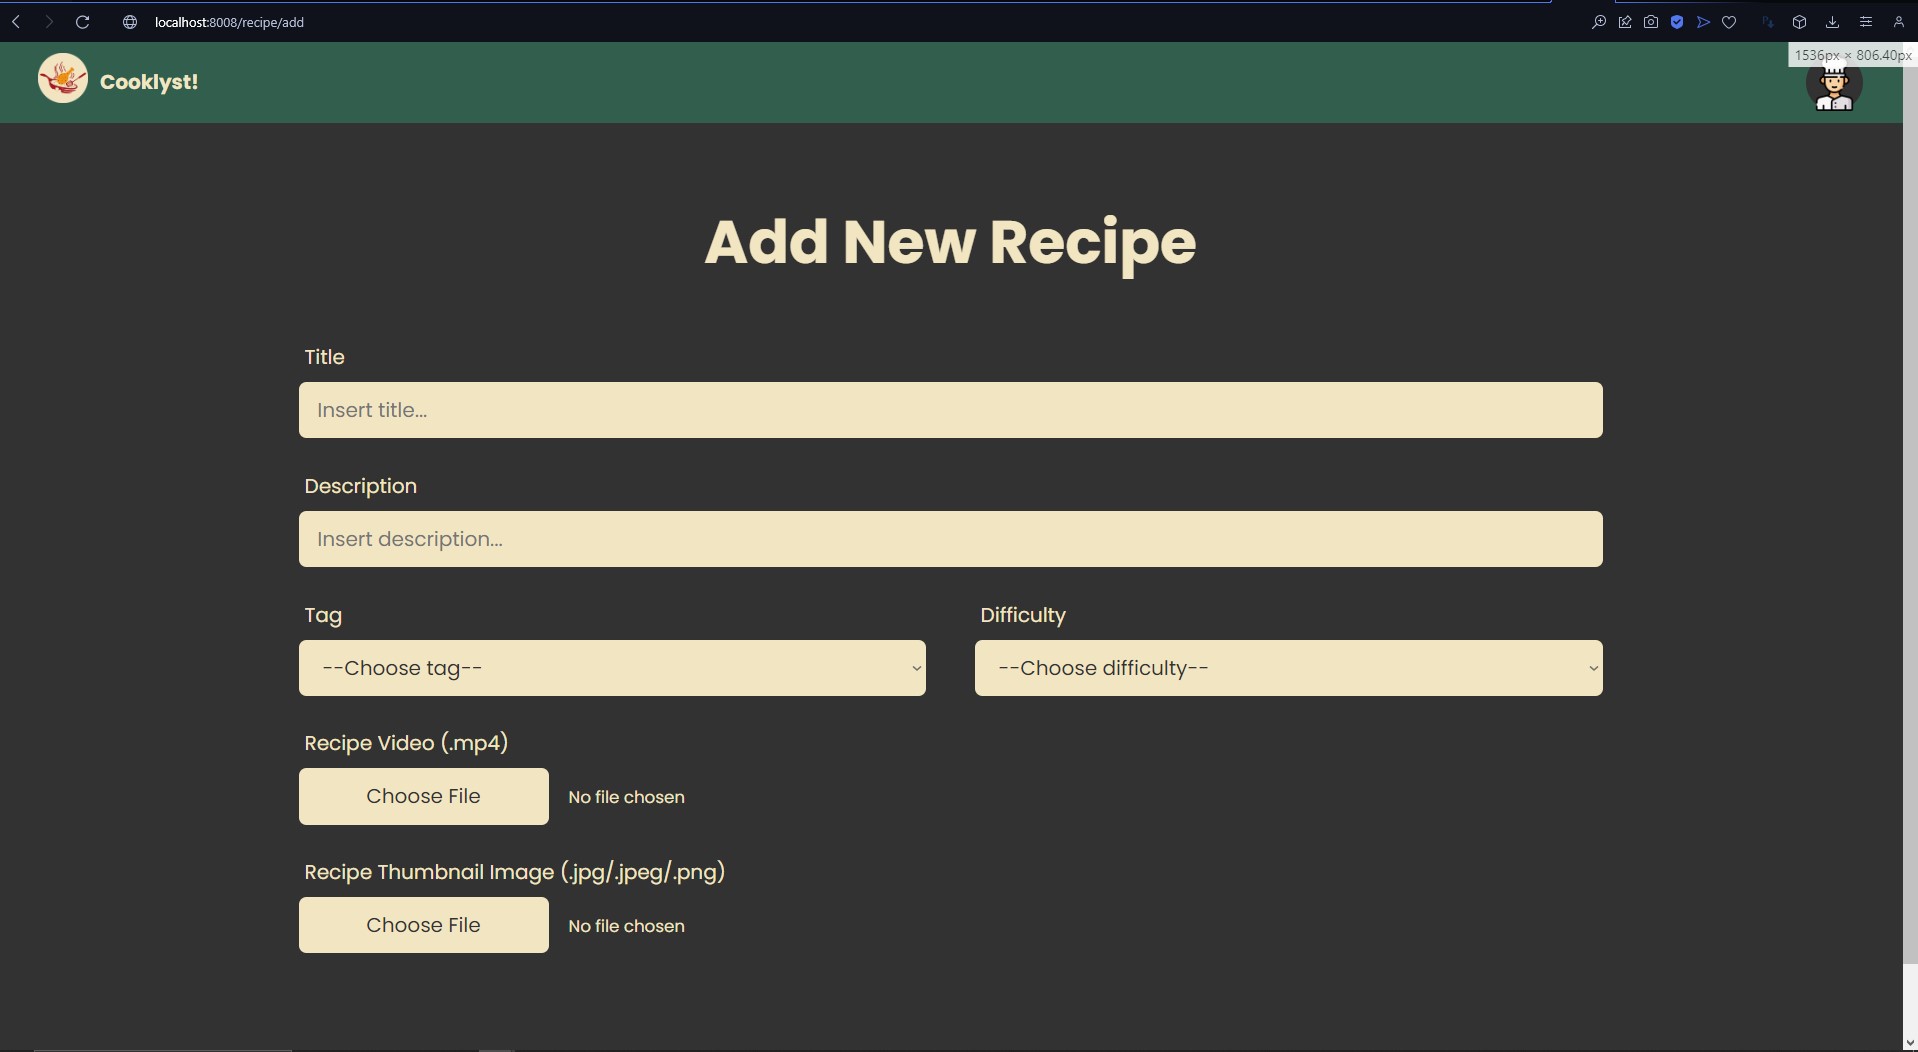 localhost:8008/recipe/add
1536px × 806.40px
Cooklyst!
Add New Recipe
Title
Insert title...
Description
Insert description...
Tag Difficulty
--Choose tag-- --Choose difficulty--
Recipe Video (.mp4)
Choose File No file chosen
Recipe Thumbnail Image (.jpg/.jpeg/.png)
Choose File No file chosen